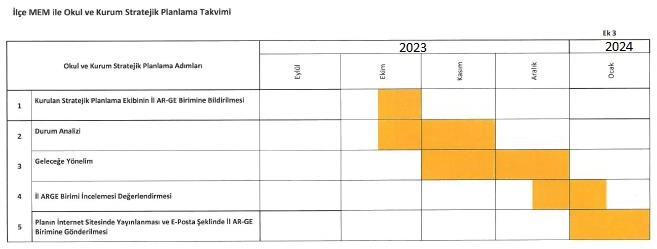 İlçe MEM ile Okul ve Kurum Stratejik Planlama Takvimi
Ek 3
2023
2024
Okul ve Kurum Stratejik Planlama Adımları
Eylül
Ekim
Kasım
Aralık
Ocak
1 Kurulan Stratejik Planlama Ekibinin İl AR-GE Birimine Bildirilmesi
2 Durum Analizi
3 Geleceğe Yönelim
4 İl ARGE Birimi İncelemesi Değerlendirmesi
5 Planın İnternet Sitesinde Yayınlanması ve E-Posta Şeklinde İl AR-GE
Birimine Gönderilmesi